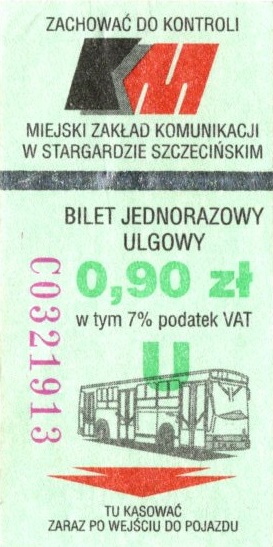 ZACHOWAĆ DO KONTROLI
KM
MIEJSKI ZAKŁAD KOMUNIKACJI
W STARGARDZIE SZCZECIŃSKIM
BILET JEDNORAZOWY
ULGOWY
0,90 zł
w tym 7% podatek VAT
U
C0321913
TU KASOWAĆ
ZARAZ PO WEJŚCIU DO POJAZDU